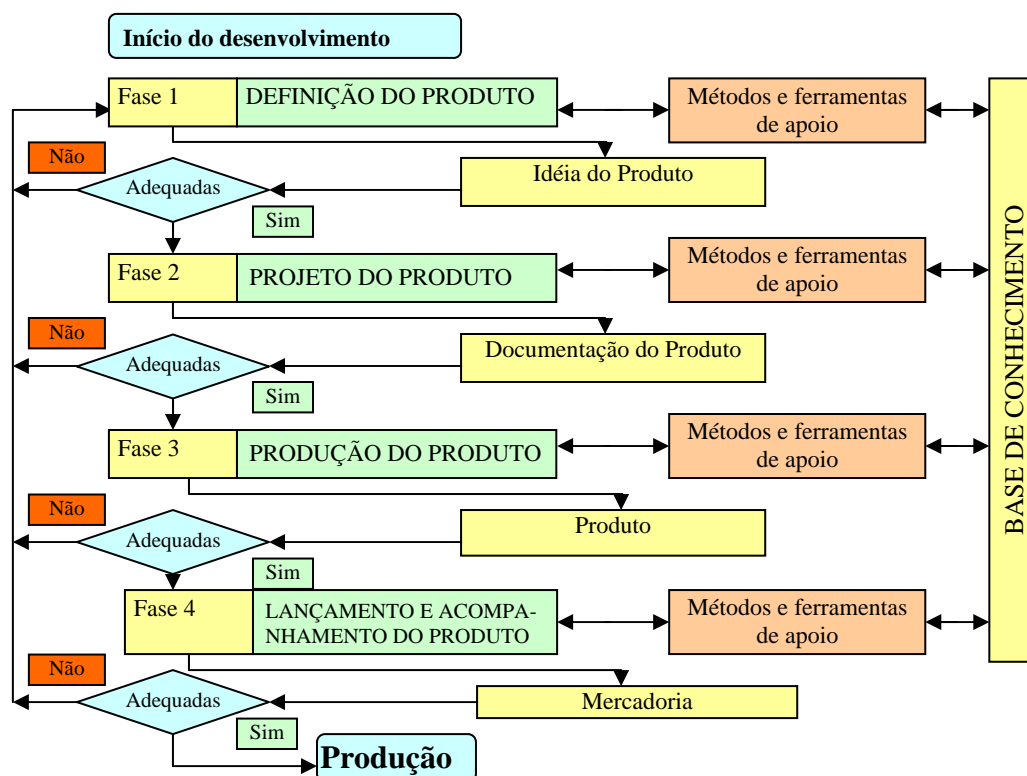 Início do desenvolvimento
Fase 1
DEFINIÇÃO DO PRODUTO
Métodos e ferramentas
de apoio
Não
Idéia do Produto
Adequadas
Sim
Fase 2
PROJETO DO PRODUTO
Métodos e ferramentas
de apoio
Não
Documentação do Produto
Adequadas
Sim
Fase 3
PRODUÇÃO DO PRODUTO
Métodos e ferramentas
de apoio
Não
Produto
Adequadas
Sim
Fase 4
LANÇAMENTO E ACOMPA-
NHAMENTO DO PRODUTO
Métodos e ferramentas
de apoio
Não
Mercadoria
Adequadas
Sim
Produção
BASE DE CONHECIMENTO